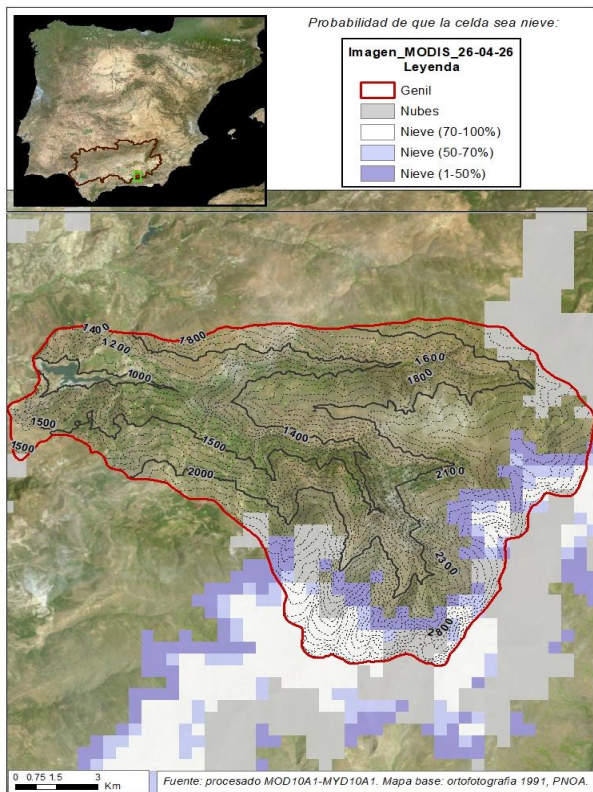 Probabilidad de que la celda sea nieve:
Imagen_MODIS_26-04-26
Leyenda
Genil
Nubes
Nieve (70-100%)
Nieve (50-70%)
Nieve (1-50%)
1400
1800
1200
1600
1000
1800
1500
1400
1500
1500
2100
2000
2300
2800
0 0.75 1.5 3
Km
Fuente: procesado MOD10A1-MYD10A1. Mapa base: ortofotografia 1991, PNOA.